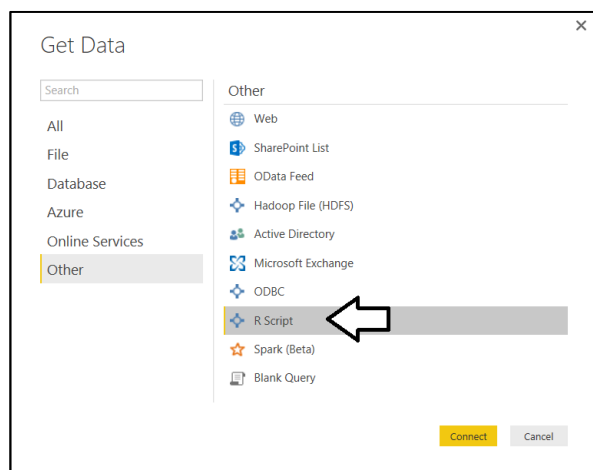 Get Data
Search
All
File
Database
Azure
Online Services
Other
Other
Web
SharePoint List
OData Feed
Hadoop File (HDFS)
Active Directory
Microsoft Exchange
ODBC
R Script
Spark (Beta)
Blank Query
Connect
Cancel